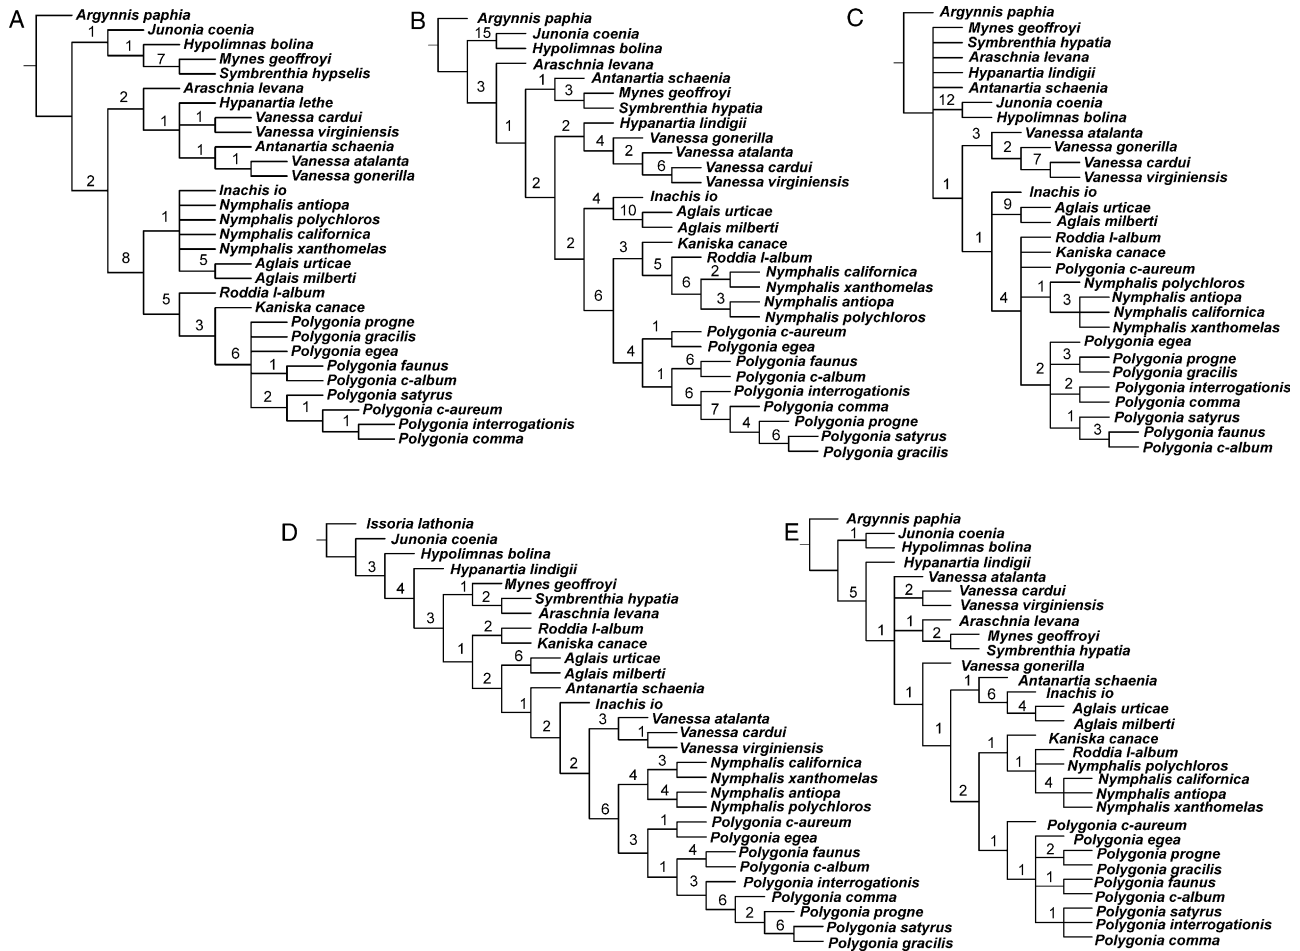 A
Argynnis paphia
1
Junonia coenia
1
Hypolimnas bolina
7
Mynes geoffroyi
Symbrenthia hypselis
2
Araschnia levana
Hypanartia lethe
1
1
Vanessa cardui
Vanessa virginiensis
1
Antanartia schaenia
1
Vanessa atalanta
Vanessa gonerilla
2
Inachis io
Nymphalis antiopa
1
Nymphalis polychloros
Nymphalis californica
Nymphalis xanthomelas
8
5
Aglais urticae
Aglais milberti
5
Roddia l-album
Kaniska canace
3
Polygonia progne
Polygonia gracilis
6
Polygonia egea
1
Polygonia faunus
Polygonia c-album
2
Polygonia satyrus
1
Polygonia c-aureum
1
Polygonia interrogationis
Polygonia comma
B
Argynnis paphia
15
Junonia coenia
Hypolimnas bolina
3
Araschnia levana
1
Antanartia schaenia
3
Mynes geoffroyi
Symbrenthia hypatia
1
2
Hypanartia lindigii
4
Vanessa gonerilla
2
Vanessa atalanta
6
Vanessa cardui
Vanessa virginiensis
2
4
Inachis io
10
Aglais urticae
Aglais milberti
2
3
Kaniska canace
5
Roddia l-album
6
2
Nymphalis californica
Nymphalis xanthomelas
3
Nymphalis antiopa
Nymphalis polychloros
6
1
Polygonia c-aureum
Polygonia egea
4
6
Polygonia faunus
1
Polygonia c-album
6
Polygonia interrogationis
7
Polygonia comma
4
Polygonia progne
6
Polygonia satyrus
Polygonia gracilis
C
Argynnis paphia
Mynes geoffroyi
Symbrenthia hypatia
Araschnia levana
Hypanartia lindigii
Antanartia schaenia
12
Junonia coenia
Hypolimnas bolina
3
Vanessa atalanta
2
Vanessa gonerilla
7
Vanessa cardui
Vanessa virginiensis
1
Inachis io
9
Aglais urticae
Aglais milberti
1
Roddia l-album
Kaniska canace
Polygonia c-aureum
4
1
Nymphalis polychloros
3
Nymphalis antiopa
Nymphalis californica
Nymphalis xanthomelas
Polygonia egea
3
Polygonia progne
2
Polygonia gracilis
2
Polygonia interrogationis
Polygonia comma
1
Polygonia satyrus
3
Polygonia faunus
Polygonia c-album
D
Issoria lathonia
Junonia coenia
3
Hypolimnas bolina
4
Hypanartia lindigii
3
1
Mynes geoffroyi
2
Symbrenthia hypatia
Araschnia levana
1
2
Roddia l-album
Kaniska canace
2
6
Aglais urticae
Aglais milberti
1
Antanartia schaenia
2
Inachis io
2
3
Vanessa atalanta
1
Vanessa cardui
Vanessa virginiensis
6
4
3
Nymphalis californica
Nymphalis xanthomelas
4
Nymphalis antiopa
Nymphalis polychloros
3
1
Polygonia c-aureum
Polygonia egea
1
4
Polygonia faunus
Polygonia c-album
3
Polygonia interrogationis
6
Polygonia comma
2
Polygonia progne
6
Polygonia satyrus
Polygonia gracilis
E
Argynnis paphia
1
Junonia coenia
Hypolimnas bolina
5
Hypanartia lindigii
Vanessa atalanta
2
Vanessa cardui
Vanessa virginiensis
1
1
Araschnia levana
2
Mynes geoffroyi
Symbrenthia hypatia
1
Vanessa gonerilla
1
1
Antanartia schaenia
6
Inachis io
4
Aglais urticae
Aglais milberti
2
1
Kaniska canace
1
Roddia l-album
Nymphalis polychloros
4
Nymphalis californica
Nymphalis antiopa
Nymphalis xanthomelas
1
Polygonia c-aureum
1
Polygonia egea
2
Polygonia progne
Polygonia gracilis
1
Polygonia faunus
Polygonia c-album
1
Polygonia satyrus
Polygonia interrogationis
Polygonia comma